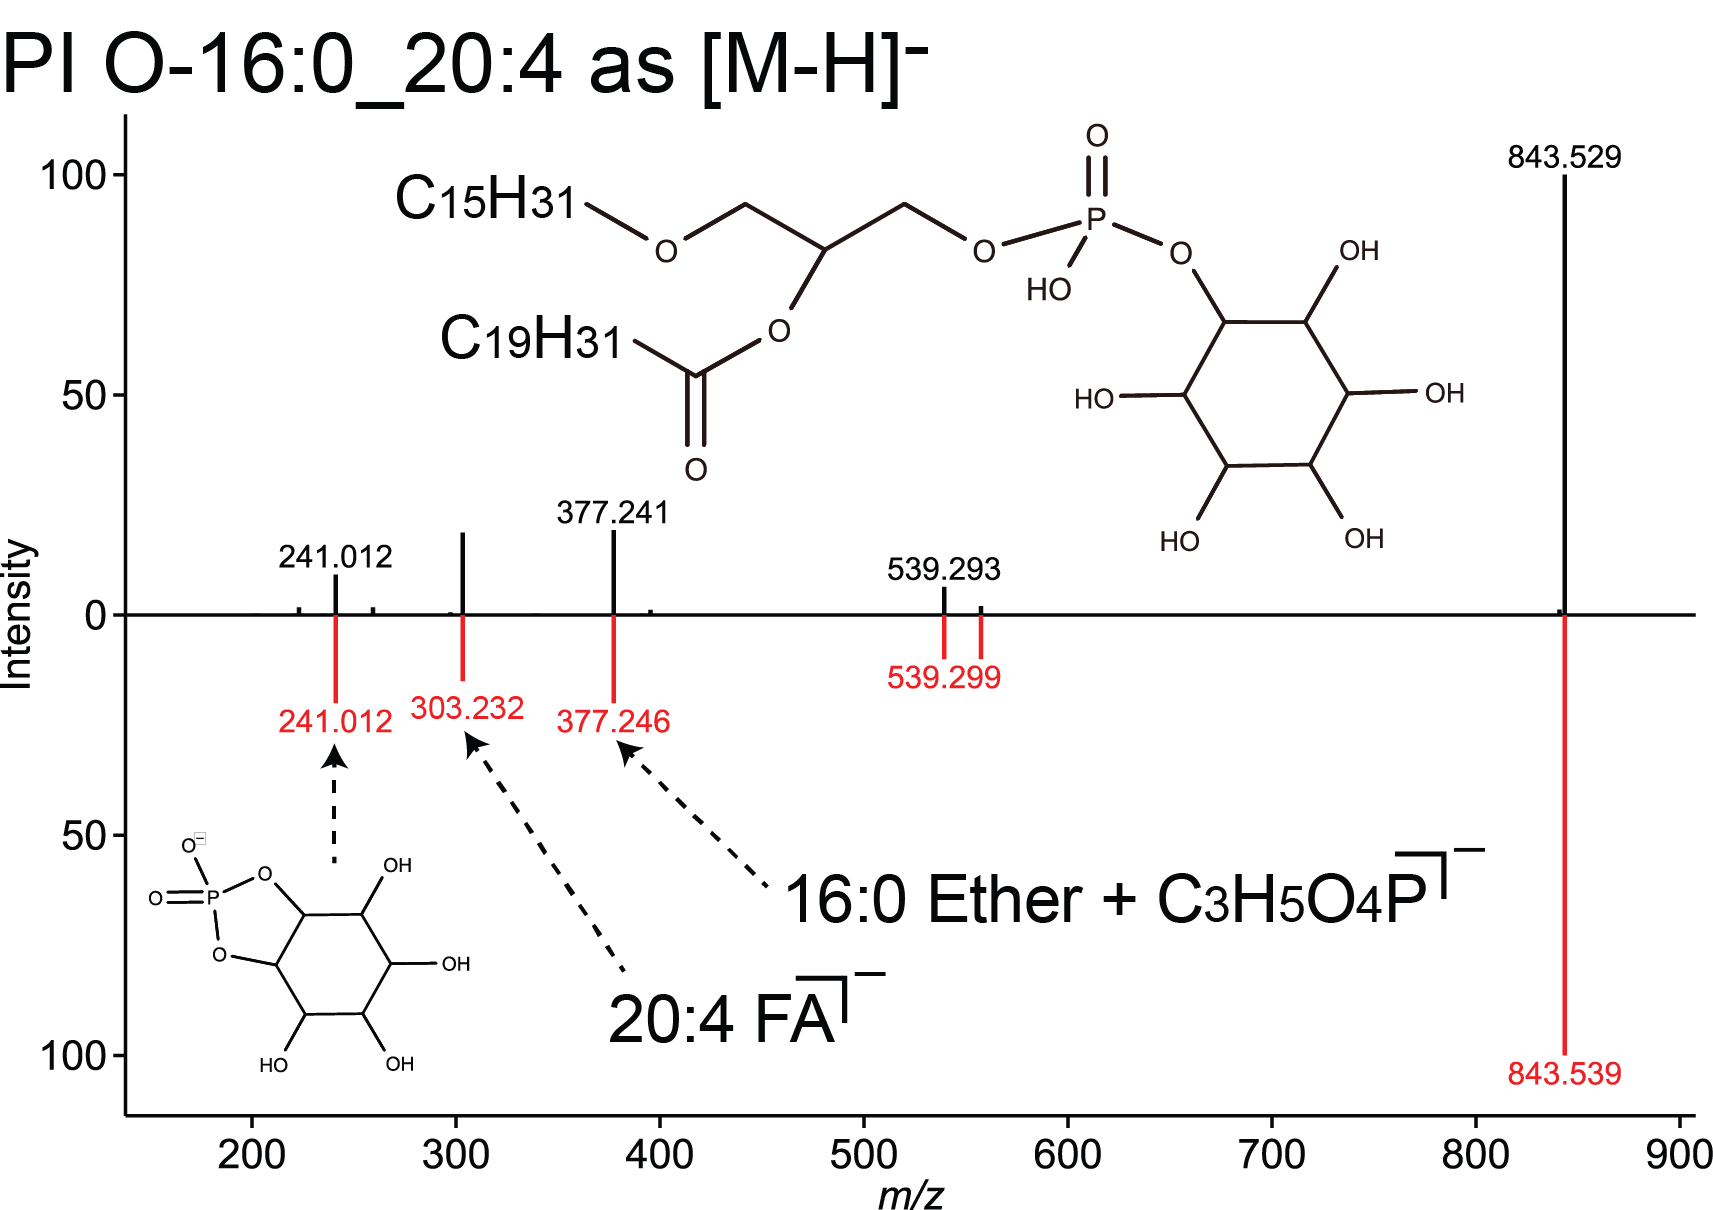 PI O-16:0_20:4 as [M-H]⁻
100
843.529
O
P
O
O
O
HO
OH
C15H31
O
C19H31
O
HO
OH
HO
OH
50
377.241
241.012
539.293
0
Intensity
241.012
303.232
377.246
539.299
50
O⁻
O
P
O
O
OH
OH
HO
OH
16:0 Ether + C3H5O4P⁻
20:4 FA⁻
100
843.539
200
300
400
500
600
700
800
900
m/z